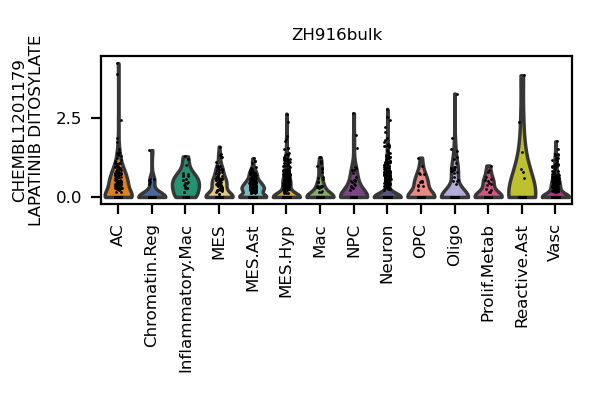 ZH916bulk
CHEMBL1201179
LAPATINIB DITOSYLATE
2.5
0.0
AC
Chromatin.Reg
Inflammatory.Mac
MES
MES.Ast
MES.Hyp
Mac
NPC
Neuron
OPC
Oligo
Prolif.Metab
Reactive.Ast
Vasc